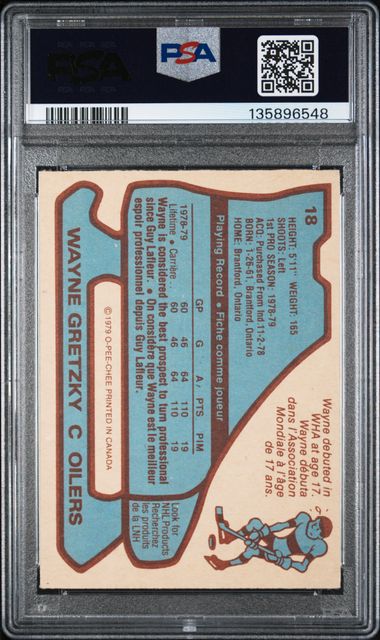 PSA
PSA
135896548
18
HEIGHT: 5'11" WEIGHT: 165
SHOOTS: Left
1st PRO SEASON: 1978-79
ACQ: Purchased From Ind 11-2-78
BORN: 1-26-61, Brantford, Ontario
HOME: Brantford, Ontario
Playing Record • Fiche comme joueur
GP G A/ PTS PIM
1978-79 60 46 64 110 19
Lifetime • Carrière: 60 46 64 110 19
Wayne is considered the best prospect to turn professional
since Guy Lafleur. • On considère que Wayne est le meilleur
espoir professionnel depuis Guy Lafleur.
Wayne debuted in
WHA at age 17.
Wayne débuta
dans l'Association
Mondiale à l'âge
de 17 ans.
Look for
NHL Products
Recherchez
les produits
de la LNH
© 1979 O-PEE-CHEE PRINTED IN CANADA
WAYNE GRETZKY C OILERS